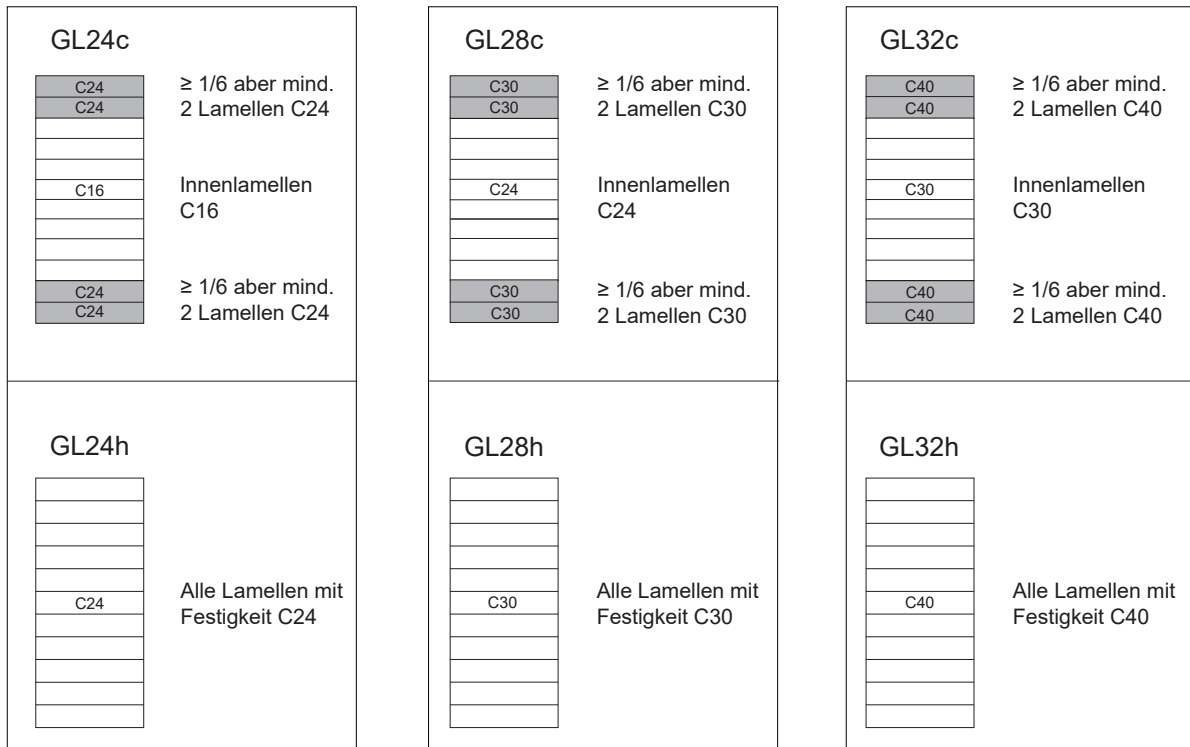 GL24c
C24
C24
≥ 1/6 aber mind.
2 Lamellen C24
C16
Innenlamellen
C16
C24
C24
≥ 1/6 aber mind.
2 Lamellen C24
GL28c
C30
C30
≥ 1/6 aber mind.
2 Lamellen C30
C24
Innenlamellen
C24
C30
C30
≥ 1/6 aber mind.
2 Lamellen C30
GL32c
C40
C40
≥ 1/6 aber mind.
2 Lamellen C40
C30
Innenlamellen
C30
C40
C40
≥ 1/6 aber mind.
2 Lamellen C40
GL24h
C24
Alle Lamellen mit
Festigkeit C24
GL28h
C30
Alle Lamellen mit
Festigkeit C30
GL32h
C40
Alle Lamellen mit
Festigkeit C40